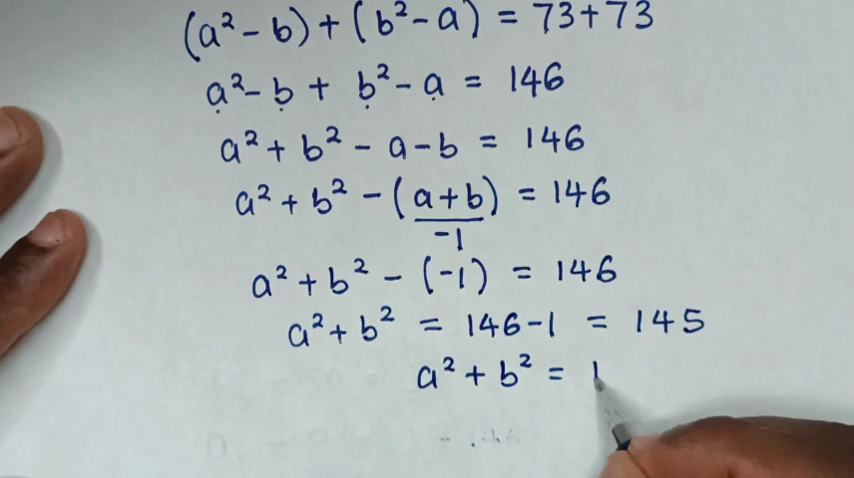 (a² - b) + (b² - a) = 73 + 73
a² - b + b² - a = 146
a² + b² - a - b = 146
a² + b² - (a + b) = 146
-1
a² + b² - (-1) = 146
a² + b² = 146 - 1 = 145
a² + b² = 1